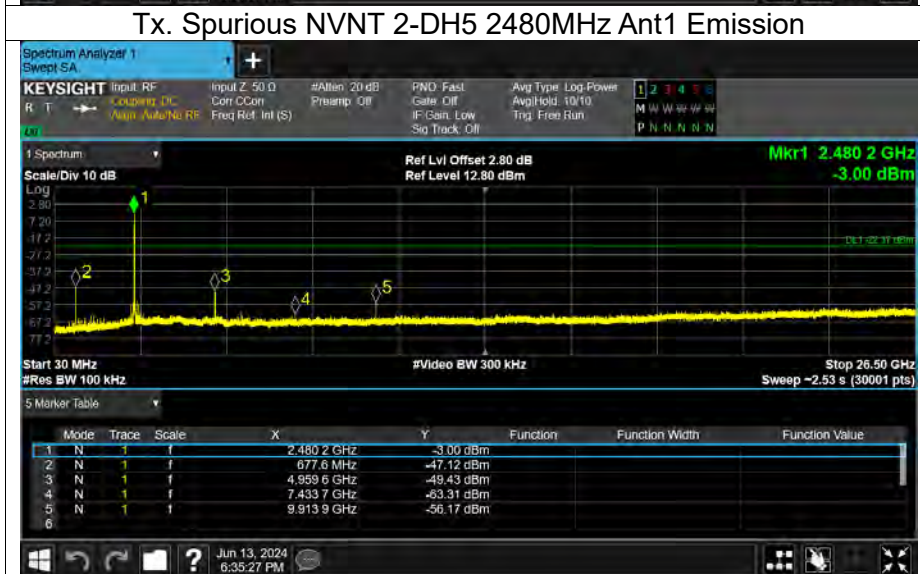 Tx. Spurious NVNT 2-DH5 2480MHz Ant1 Emission
Spectrum Analyzer 1
Swept SA
+
KEYSIGHT Input: RF Input Z: 50 Ω #Atten: 20 dB PNO: Fast Avg Type: Log-Power 1 2 3 4 5 6
R T Coupling: DC Corr CCorr Preamp: Off Gate: Off Avg|Hold: 10/10 M W W W W W
Align: Auto/No RF Freq Ref: Int (S) IF Gain: Low Trig: Free Run
Sig Track: Off P N N N N N
1 Spectrum Ref Lvl Offset 2.80 dB Mkr1 2.480 2 GHz
Scale/Div 10 dB Ref Level 12.80 dBm -3.00 dBm
Log
2.80
-7.20
-17.2
-27.2
-37.2
-47.2
-57.2
-67.2
-77.2
1
2
3
4
5
DL1 -22.37 dBm
Start 30 MHz #Video BW 300 kHz Stop 26.50 GHz
#Res BW 100 kHz Sweep ~2.53 s (30001 pts)
5 Marker Table
Mode Trace Scale X Y Function Function Width Function Value
1 N 1 f 2.480 2 GHz -3.00 dBm
2 N 1 f 677.6 MHz -47.12 dBm
3 N 1 f 4.959 6 GHz -49.43 dBm
4 N 1 f 7.433 7 GHz -63.31 dBm
5 N 1 f 9.913 9 GHz -56.17 dBm
6
? Jun 13, 2024
6:35:27 PM